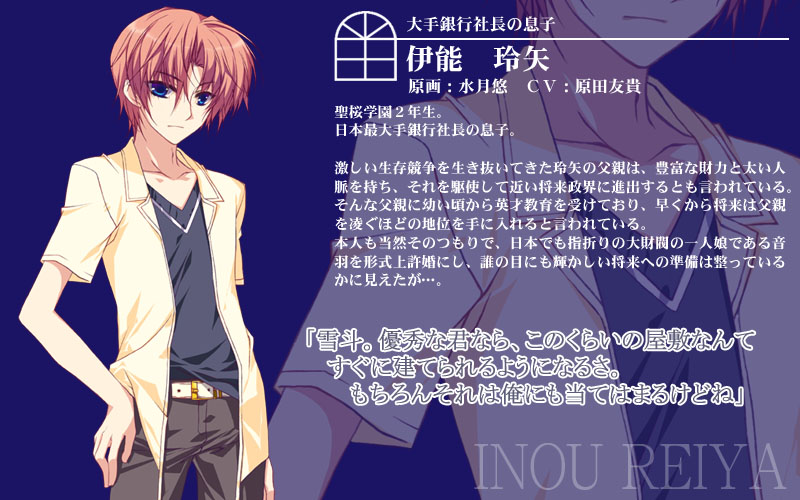 大手銀行社長の息子
伊能　玲矢
原画：水月悠　ＣＶ：原田友貴
聖桜学園２年生。
日本最大手銀行社長の息子。
激しい生存競争を生き抜いてきた玲矢の父親は、豊富な財力と太い人
脈を持ち、それを駆使して近い将来政界に進出するとも言われている。
そんな父親に幼い頃から英才教育を受けており、早くから将来は父親
を凌ぐほどの地位を手に入れると言われている。
本人も当然そのつもりで、日本でも指折りの大財閥の一人娘である音
羽を形式上許婚にし、誰の目にも輝かしい将来への準備は整っている
かに見えたが…。
「雪斗。優秀な君なら、このくらいの屋敷なんて
すぐに建てられるようになるさ。
もちろんそれは俺にも当てはまるけどね」
INOU REIYA